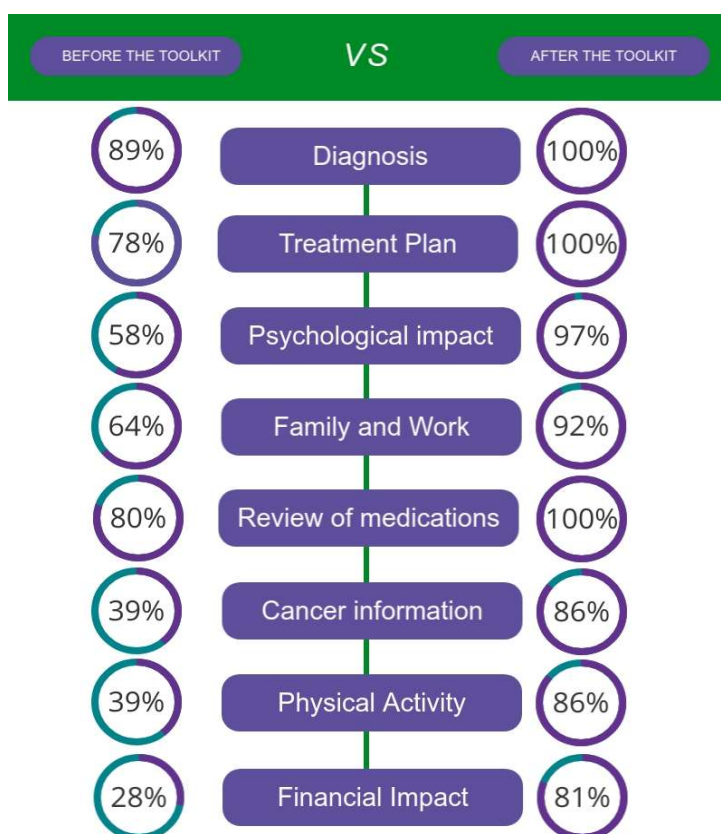 BEFORE THE TOOLKIT VS AFTER THE TOOLKIT
89% Diagnosis 100%
78% Treatment Plan 100%
58% Psychological impact 97%
64% Family and Work 92%
80% Review of medications 100%
39% Cancer information 86%
39% Physical Activity 86%
28% Financial Impact 81%